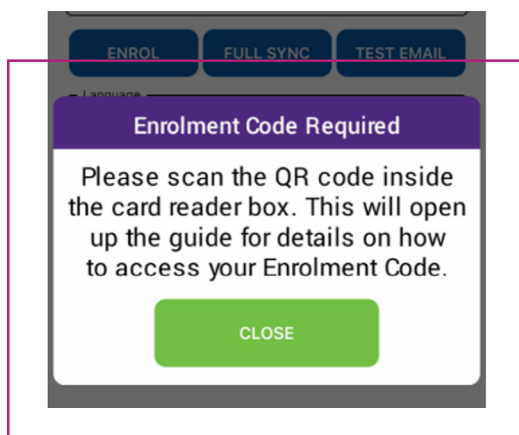 ENROL FULL SYNC TEST EMAIL
Language
Enrolment Code Required
Please scan the QR code inside
the card reader box. This will open
up the guide for details on how
to access your Enrolment Code.
CLOSE